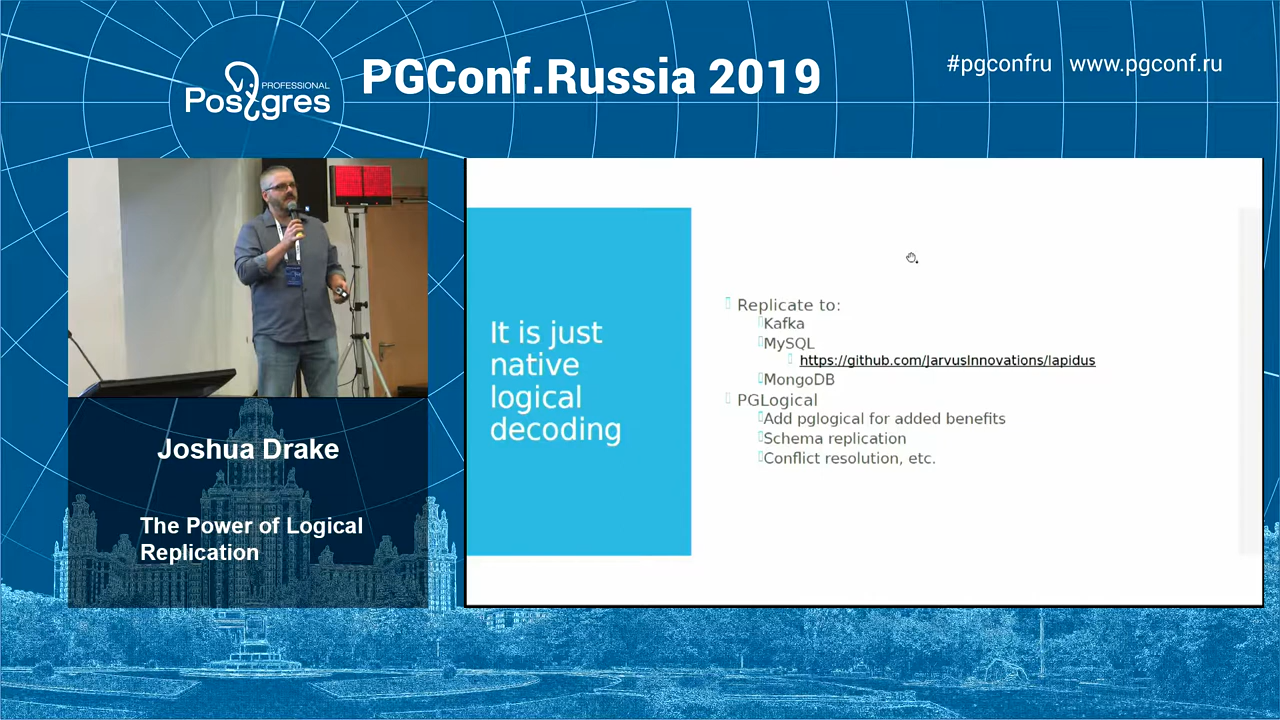 PROFESSIONAL
Postgres
PGConf.Russia 2019
#pgconfru www.pgconf.ru
Joshua Drake
The Power of Logical
Replication
It is just
native
logical
decoding
Replicate to:
Kafka
MySQL
https://github.com/JarvusInnovations/lapidus
MongoDB
PGLogical
Add pglogical for added benefits
Schema replication
Conflict resolution, etc.